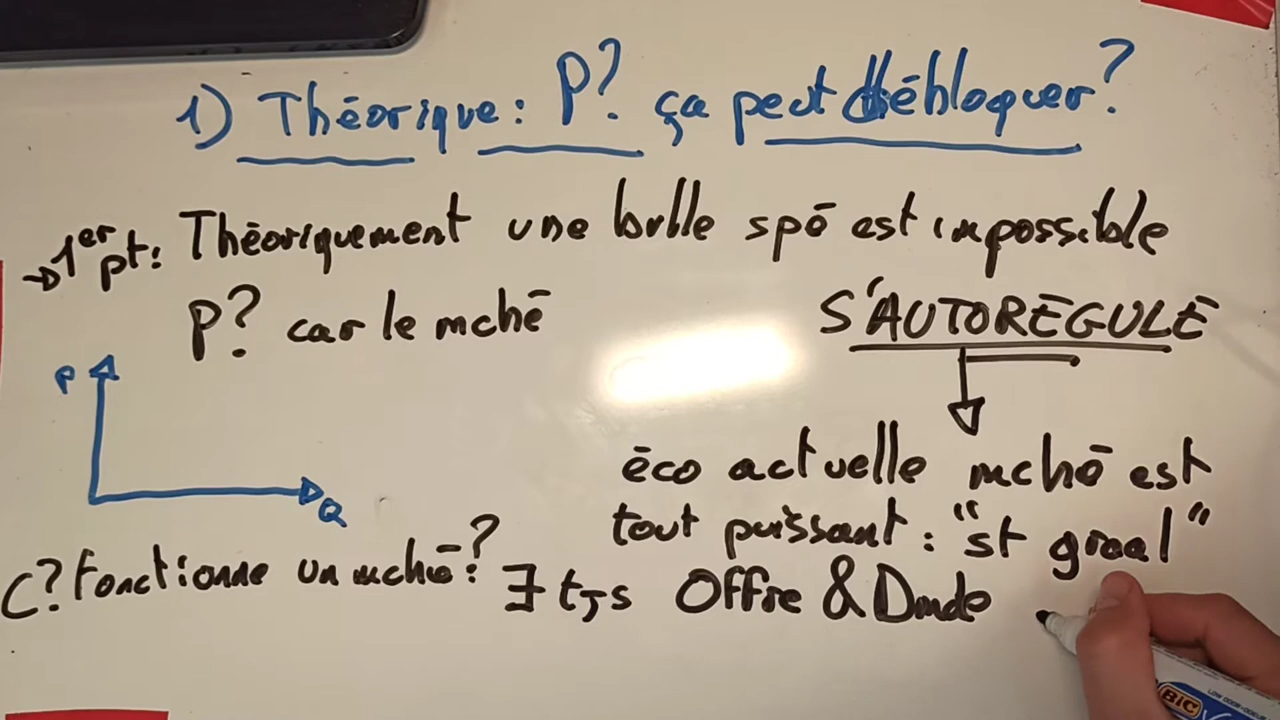 1) Théorique : P? ça peut débloquer ?
→ 1er pt : Théoriquement une bulle spé est impossible
P? car le mché S'AUTORÉGULE
P
Q
éco actuelle mché est
tout puissant : "st graal"
C? Fonctionne un mché : ? ∃ tjs Offre & Dmde
BIC